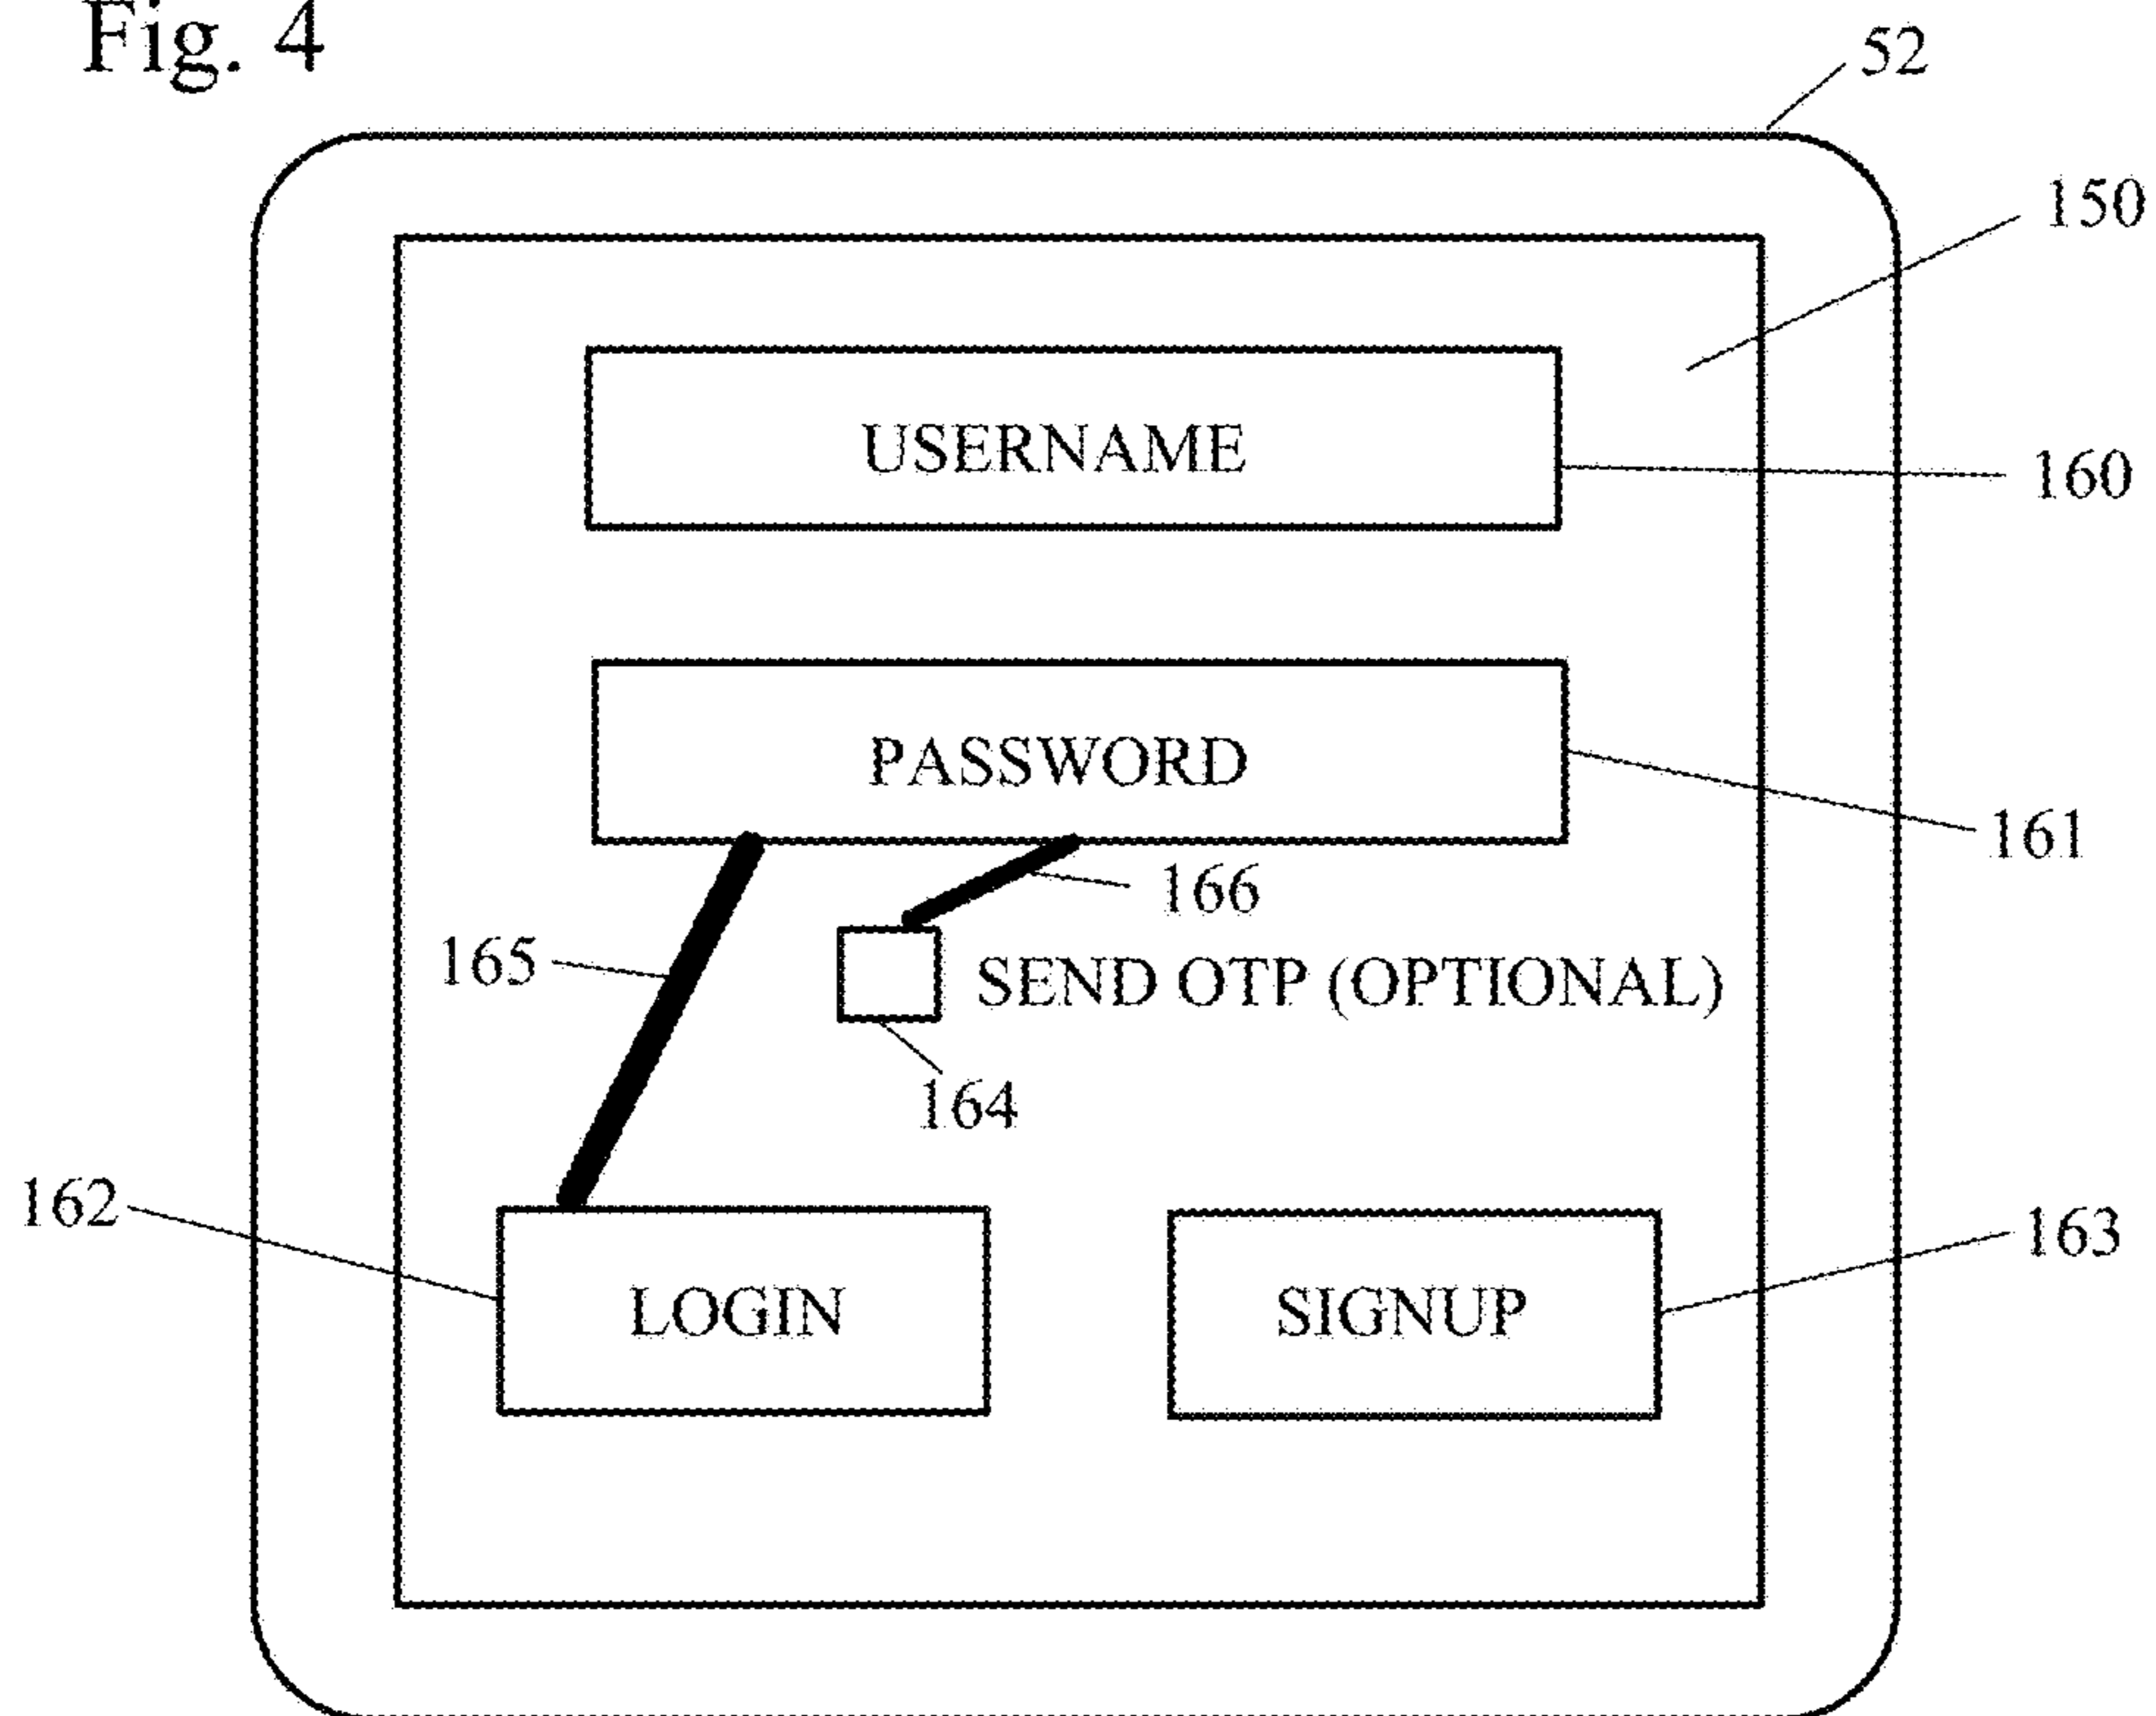 Fig. 4
52
150
USERNAME
160
PASSWORD
161
166
165
SEND OTP (OPTIONAL)
164
162
163
LOGIN
SIGNUP